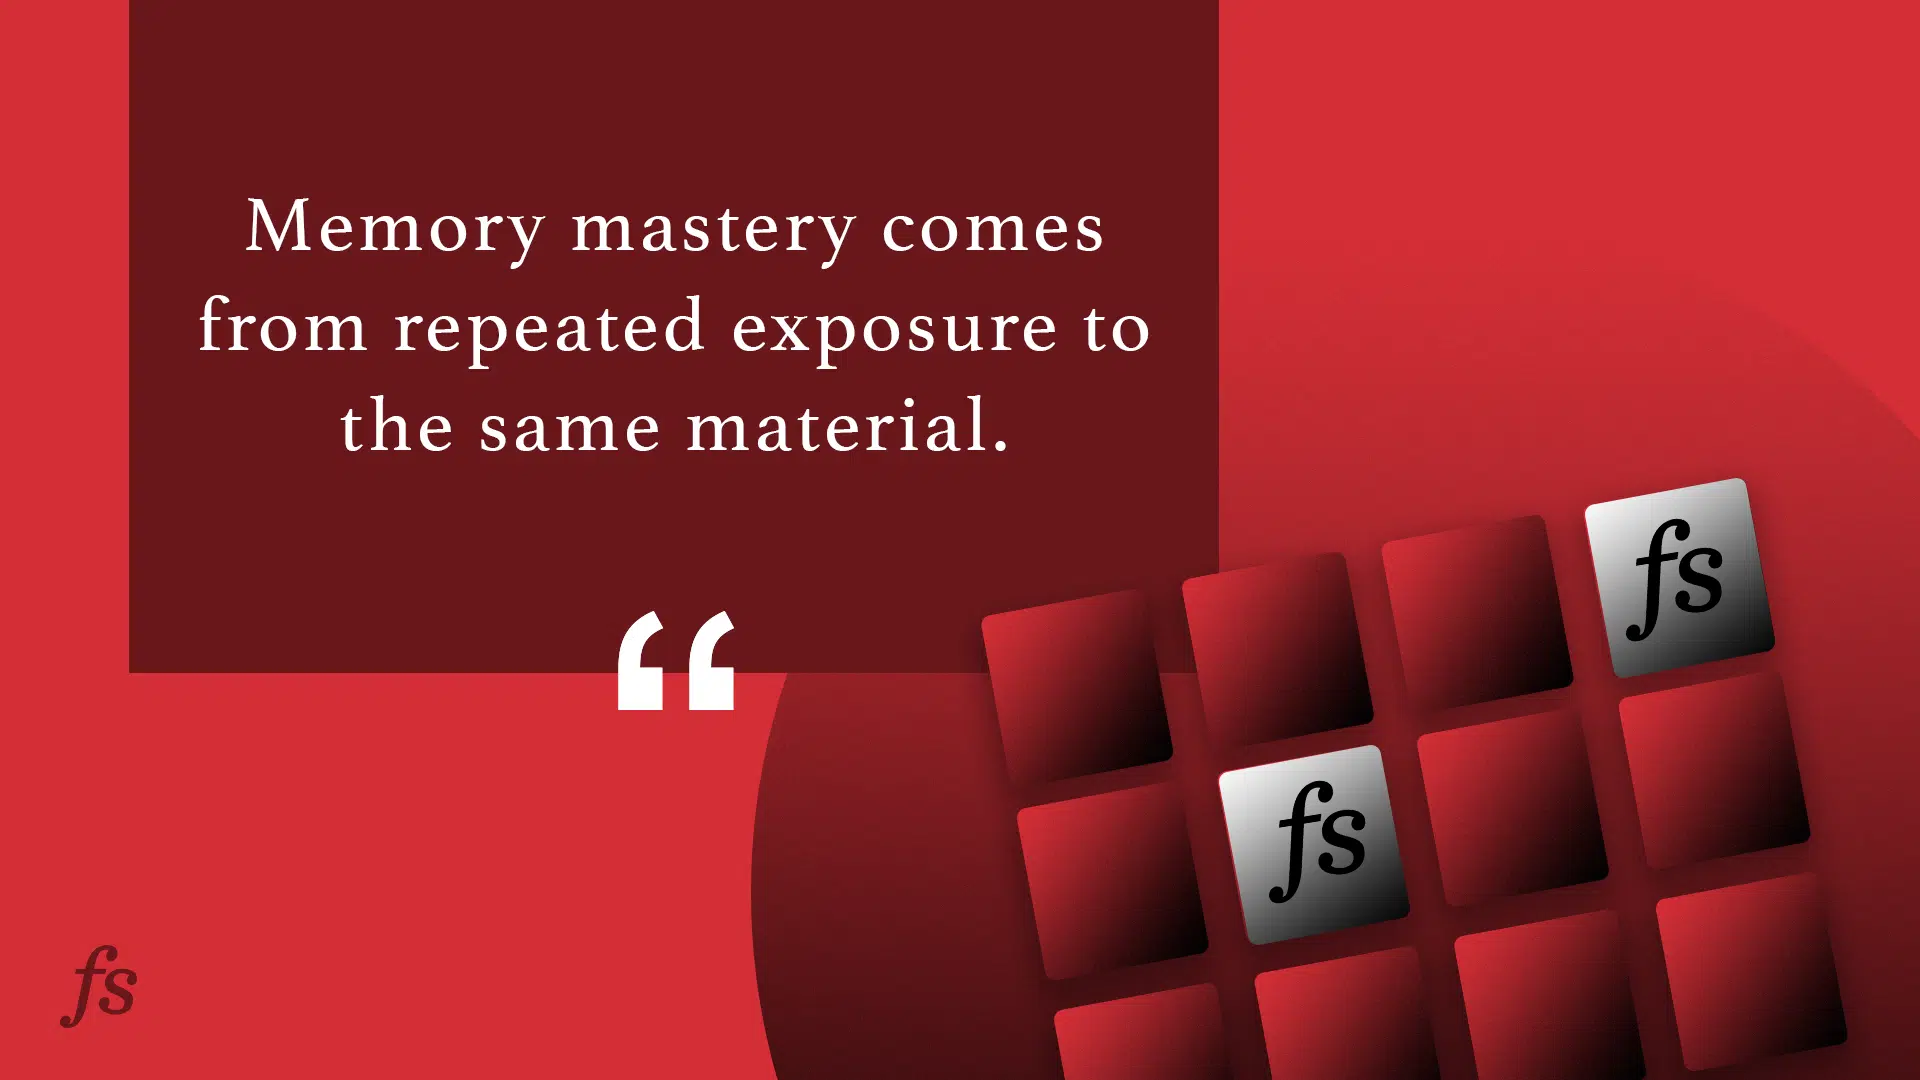 Memory mastery comes
from repeated exposure to
the same material.
“
fs
fs
fs